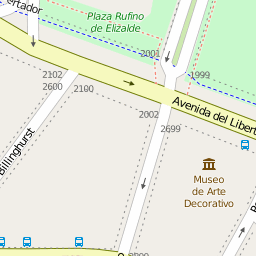 ertador
Plaza Rufino
de Elizalde
2001
1999
2102
2600
2100
Avenida del Libert
2002
2699
Billinghurst
Museo
de Arte
Decorativo